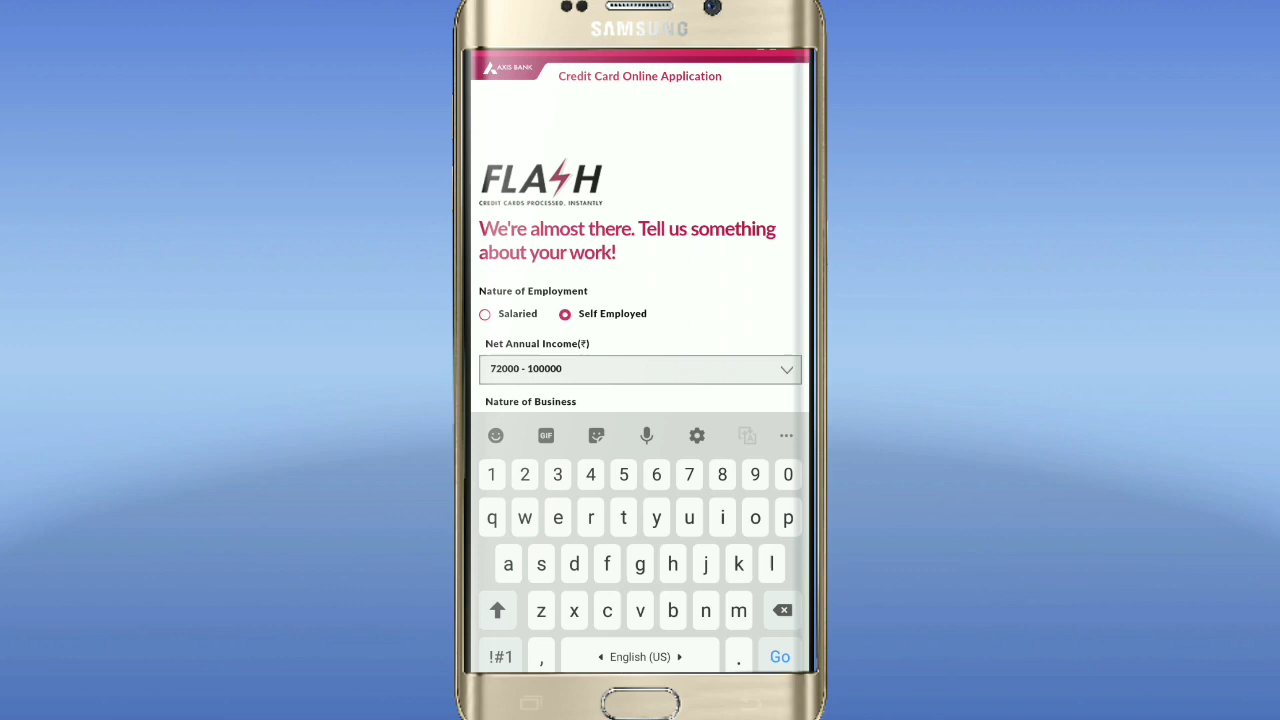 SAMSUNG
AXIS BANK
Credit Card Online Application
FLASH
CREDIT CARDS PROCESSED, INSTANTLY
We're almost there. Tell us something
about your work!
Nature of Employment
Salaried Self Employed
Net Annual Income(₹)
72000 - 100000
Nature of Business
GIF
1 2 3 4 5 6 7 8 9 0
q w e r t y u i o p
a s d f g h j k l
z x c v b n m
!#1 , English (US) . Go